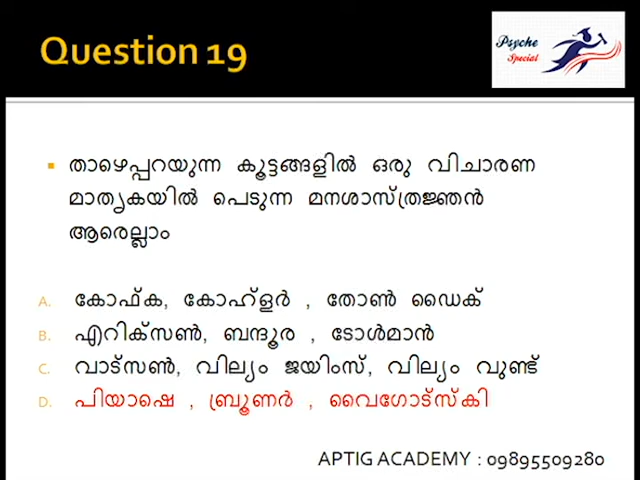 Question 19
Psyche
Special
താഴെപ്പറയുന്ന കൂട്ടങ്ങളിൽ ഒരു വിചാരണ
മാതൃകയിൽ പെടുന്ന മനശാസ്ത്രജ്ഞൻ
ആരെല്ലാം
A. കോഫ്ക, കോഹ്ളർ , തോൺ ഡൈക്
B. എറിക്സൺ, ബന്ദൂര , ടോൾമാൻ
C. വാട്സൺ, വില്യം ജയിംസ്, വില്യം വുണ്ട്
D. പിയാഷെ , ബ്രൂണർ , വൈഗോട്സ്കി
APTIG ACADEMY : 09895509280